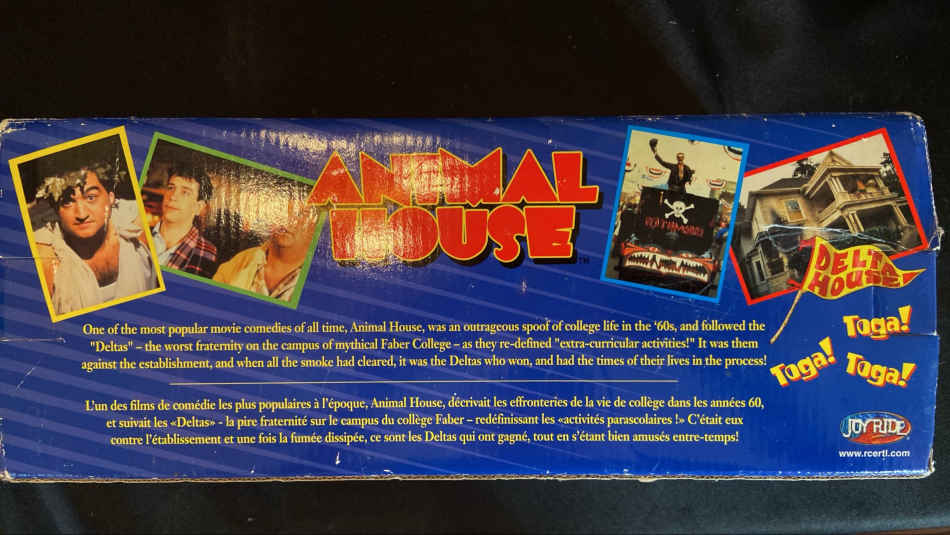 ANIMAL
HOUSE
TM
DEATHMOBILE
DELTA
HOUSE
One of the most popular movie comedies of all time, Animal House, was an outrageous spoof of college life in the '60s, and followed the
"Deltas" – the worst fraternity on the campus of mythical Faber College – as they re-defined "extra-curricular activities!" It was them
against the establishment, and when all the smoke had cleared, it was the Deltas who won, and had the times of their lives in the process!
Toga!
Toga!
Toga!
L'un des films de comédie les plus populaires à l'époque, Animal House, décrivait les effronteries de la vie de collège dans les années 60,
et suivait les «Deltas» - la pire fraternité sur le campus du collège Faber – redéfinissant les «activités parascolaires !» C'était eux
contre l'établissement et une fois la fumée dissipée, ce sont les Deltas qui ont gagné, tout en s'étant bien amusés entre-temps!
JOY RIDE
www.rcertl.com